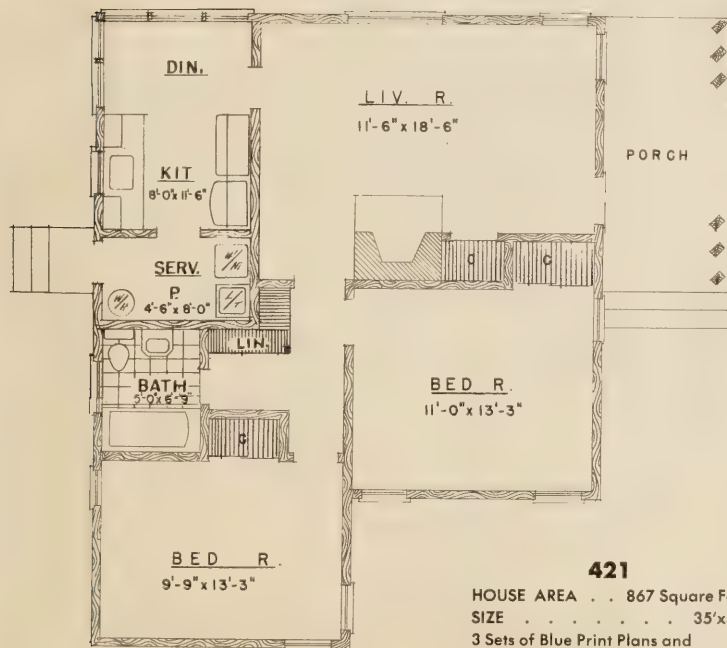 DIN.
LIV. R.
11'-6" x 18'-6"
PORCH
KIT
8'-0" x 11'-6"
SERV.
P.
4'-6" x 8'-0"
W/M
W/H
L/T
C
C
LIN.
BATH
5'-0" x 6'-9"
C
BED R.
11'-0" x 13'-3"
BED R.
9'-9" x 13'-3"
421
HOUSE AREA . . 867 Square
SIZE . . . . . . . 35'x
3 Sets of Blue Print Plans and